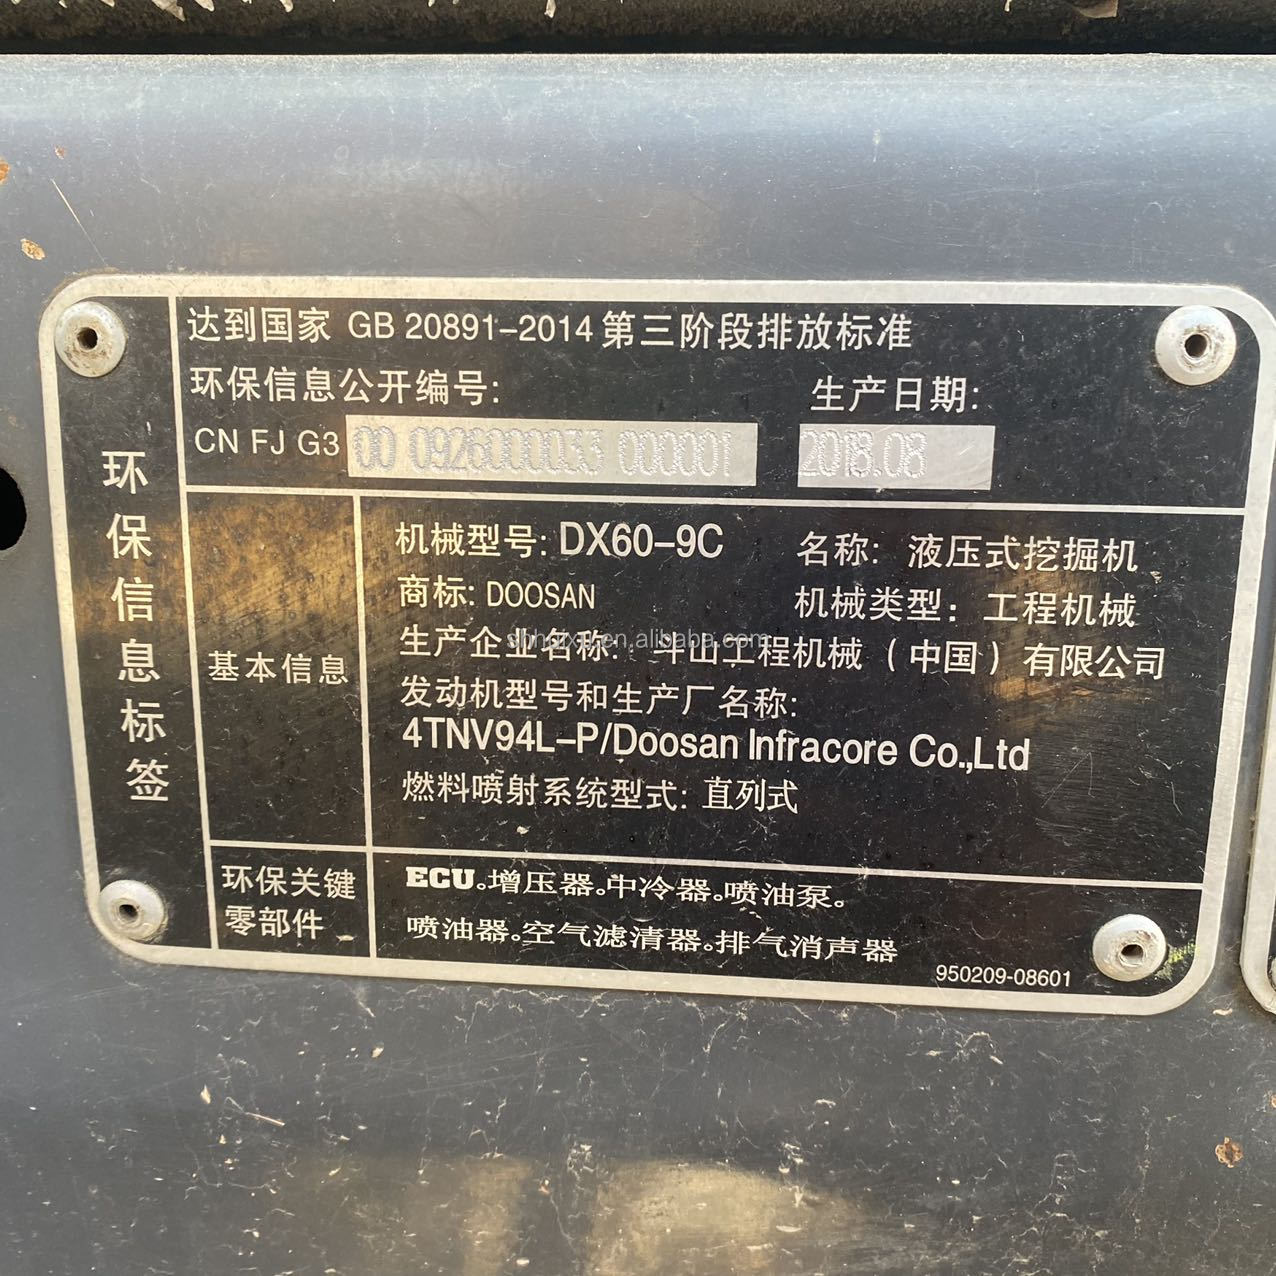 环保信息标签
达到国家 GB 20891-2014 第三阶段排放标准
环保信息公开编号: 生产日期:
CN FJ G3 00 0926000033 000001 2018.08
基本信息
机械型号: DX60-9C 名称: 液压式挖掘机
商标: DOOSAN 机械类型: 工程机械
生产企业名称: 斗山工程机械（中国）有限公司
发动机型号和生产厂名称:
4TNV94L-P/Doosan Infracore Co.,Ltd
燃料喷射系统型式: 直列式
环保关键零部件
ECU。增压器。中冷器。喷油泵。
喷油器。空气滤清器。排气消声器
950209-08601